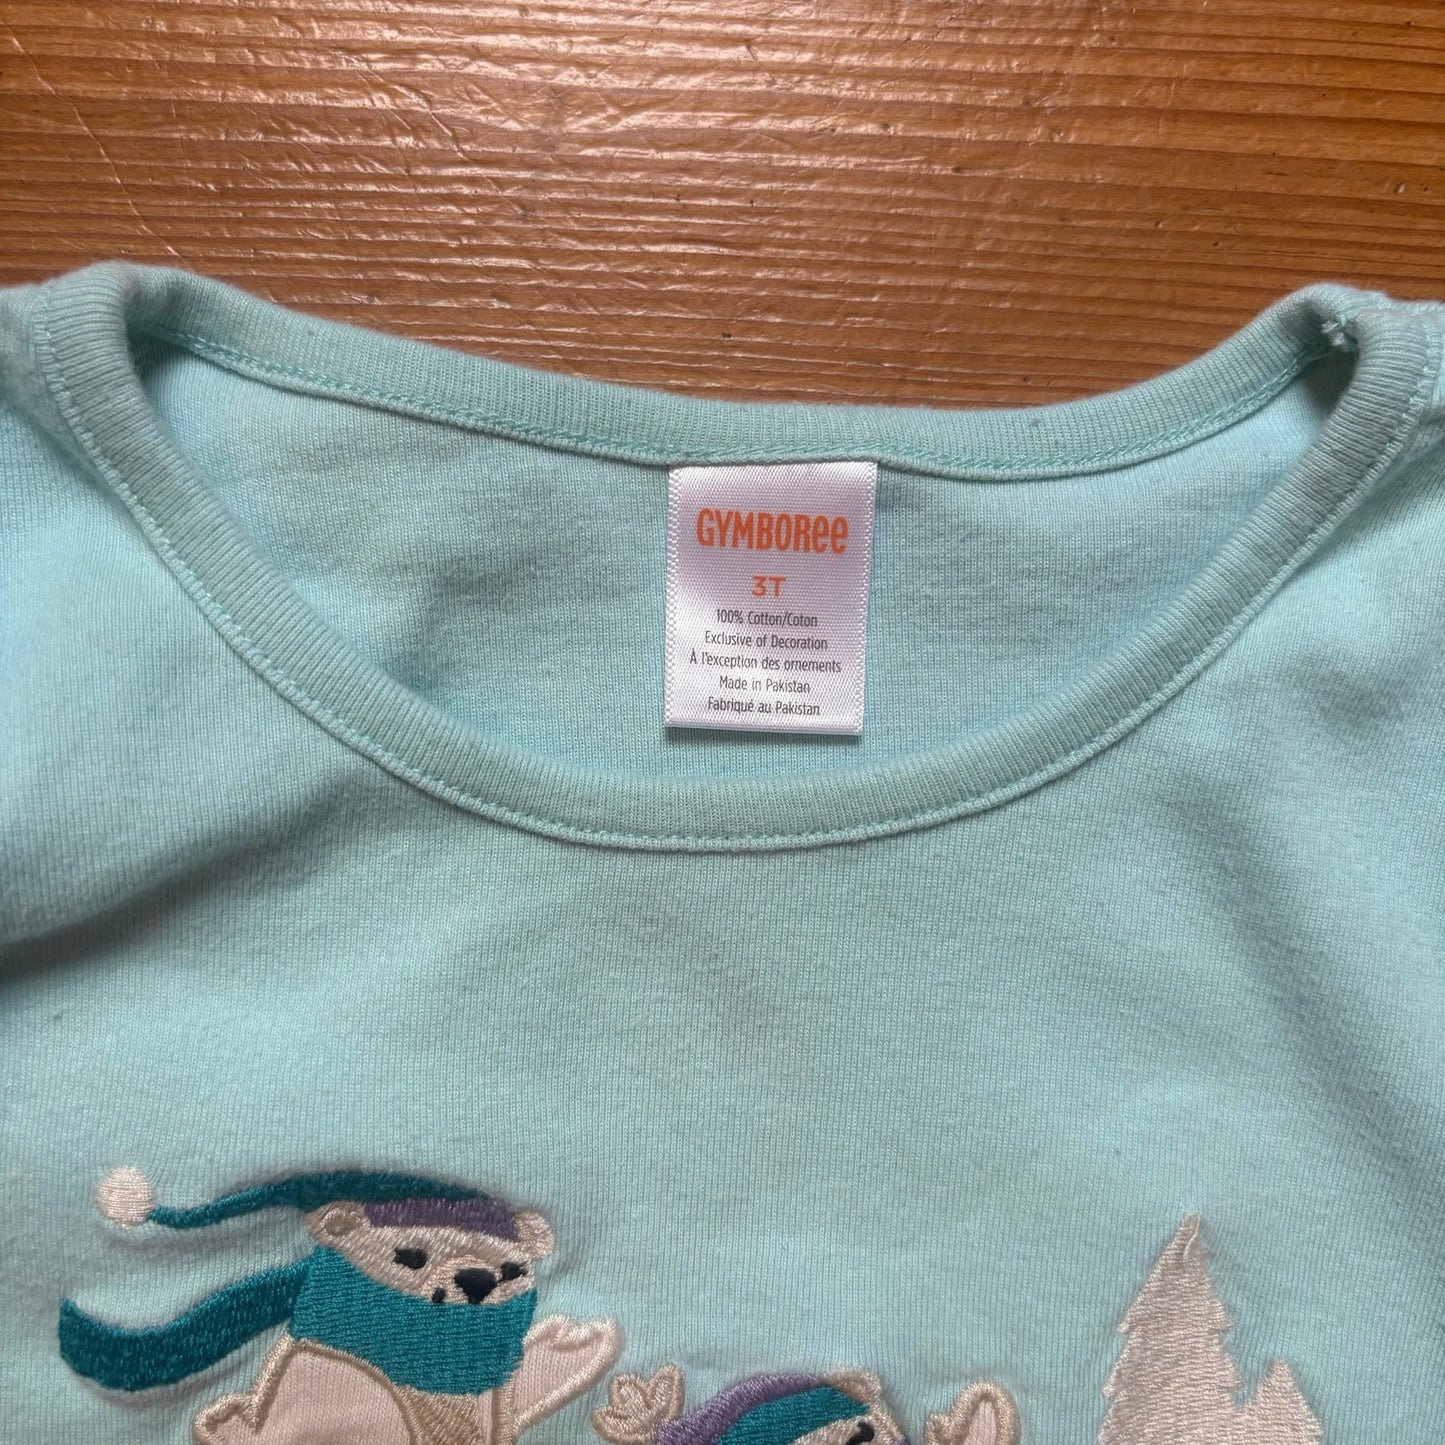 GYMBORee
3T
100% Cotton/Coton
Exclusive of Decoration
À l'exception des ornements
Made in Pakistan
Fabriqué au Pakistan